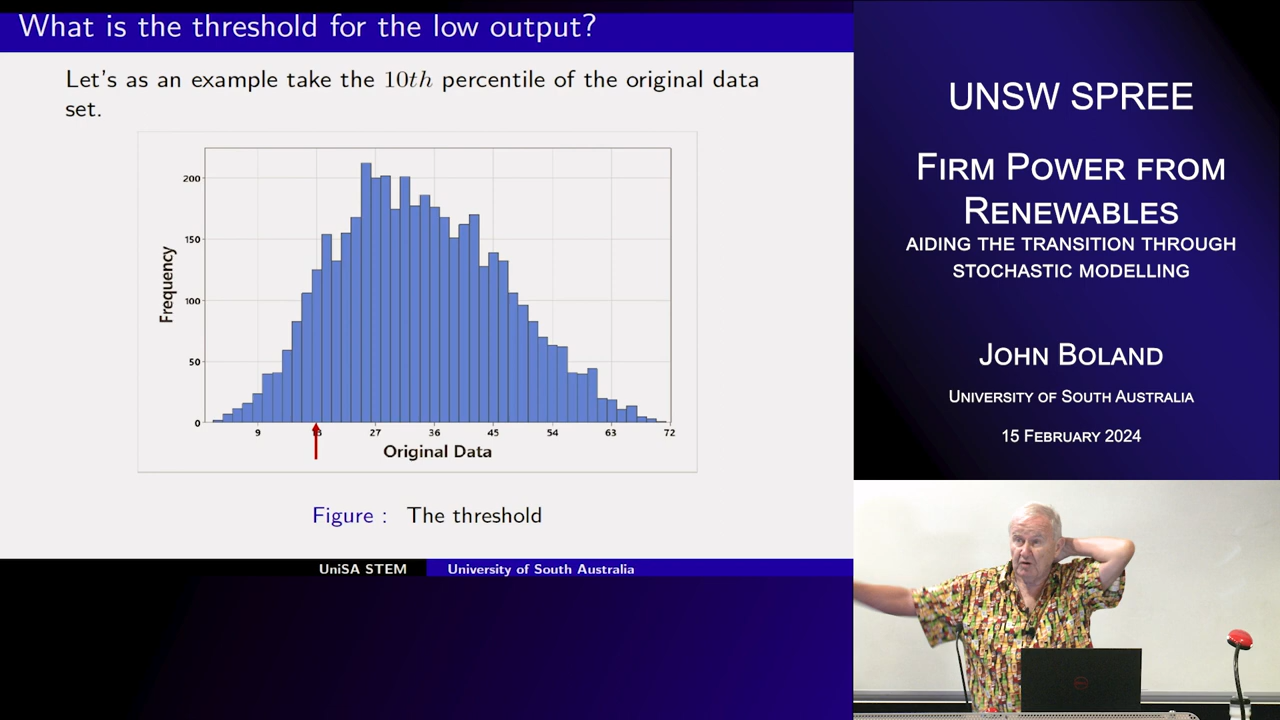 What is the threshold for the low output?
Let's as an example take the 10th percentile of the original data
set.
200
150
100
50
0
Frequency
9
27
36
45
54
63
72
Original Data
Figure : The threshold
UniSA STEM
University of South Australia
UNSW SPREE
FIRM POWER FROM
RENEWABLES
AIDING THE TRANSITION THROUGH
STOCHASTIC MODELLING
JOHN BOLAND
UNIVERSITY OF SOUTH AUSTRALIA
15 FEBRUARY 2024